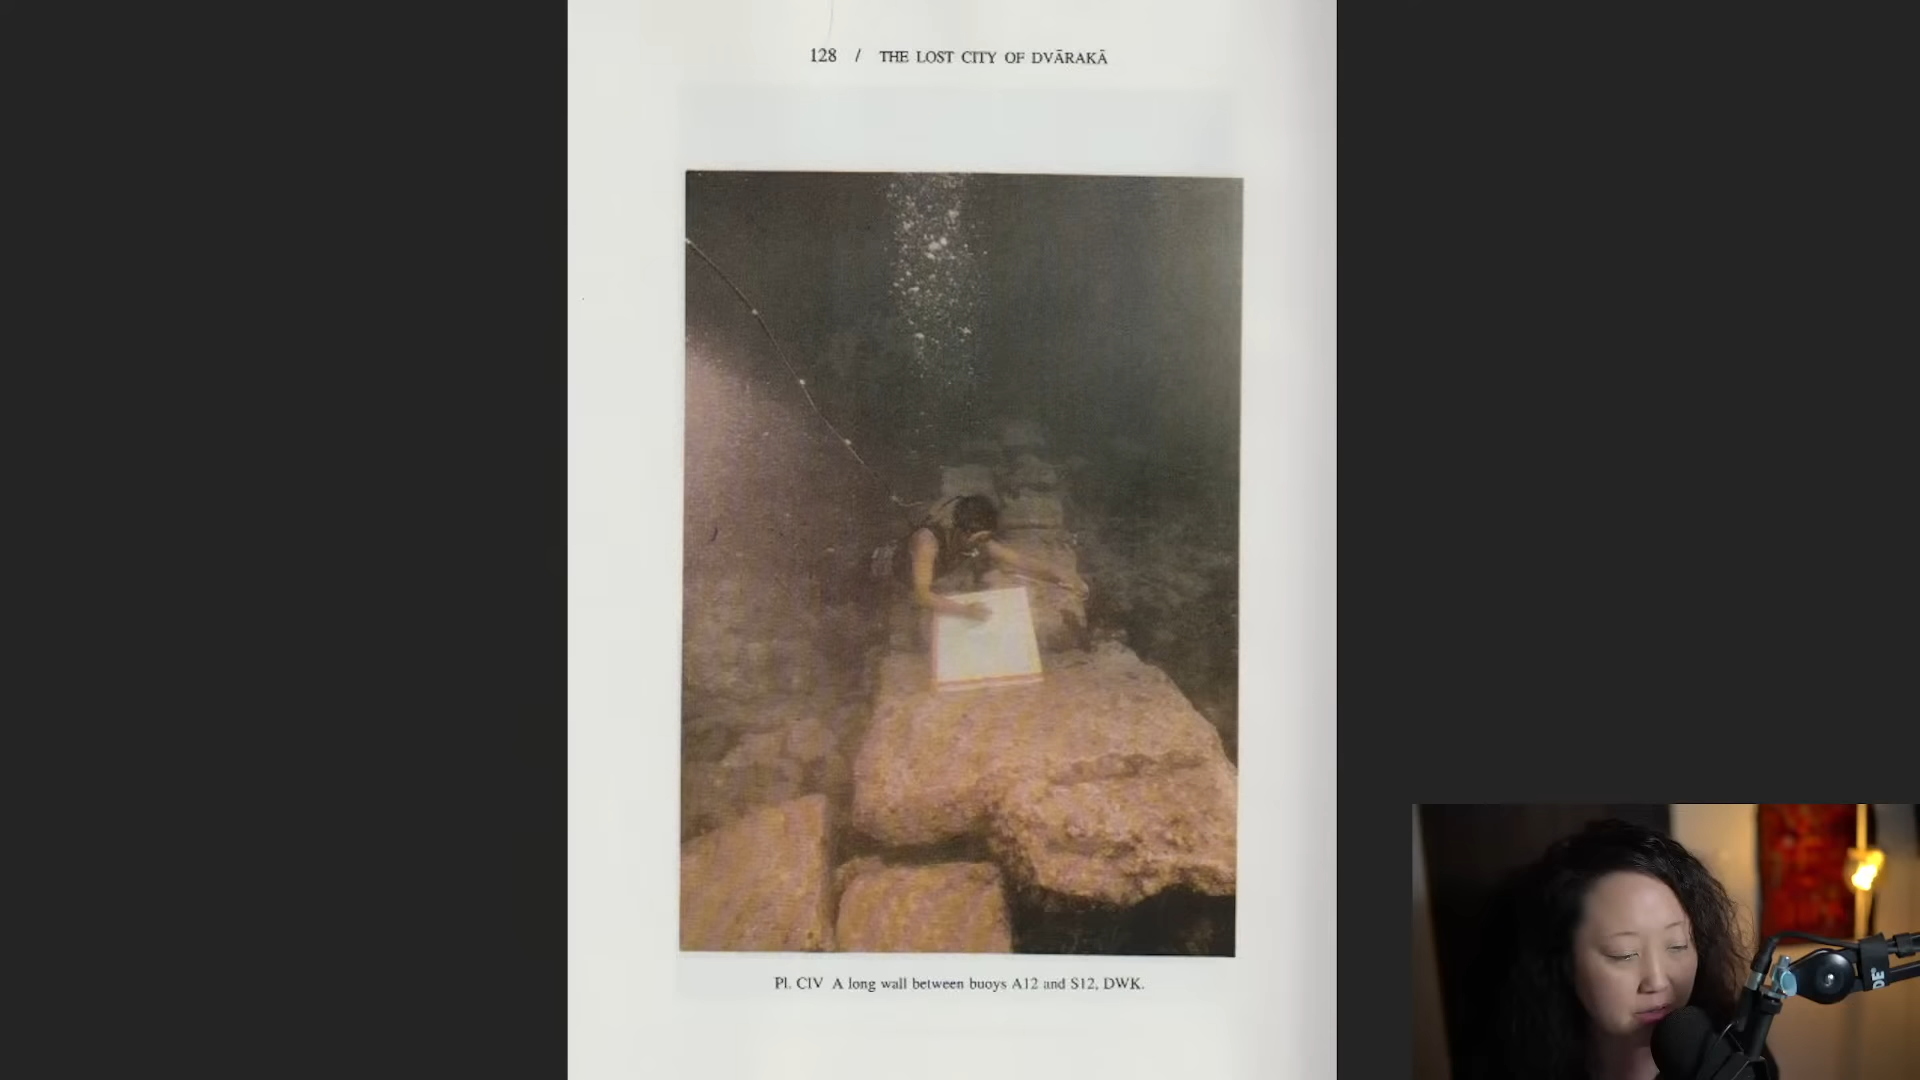 128 / THE LOST CITY OF DVĀRAKĀ
Pl. CIV A long wall between buoys A12 and S12, DWK.